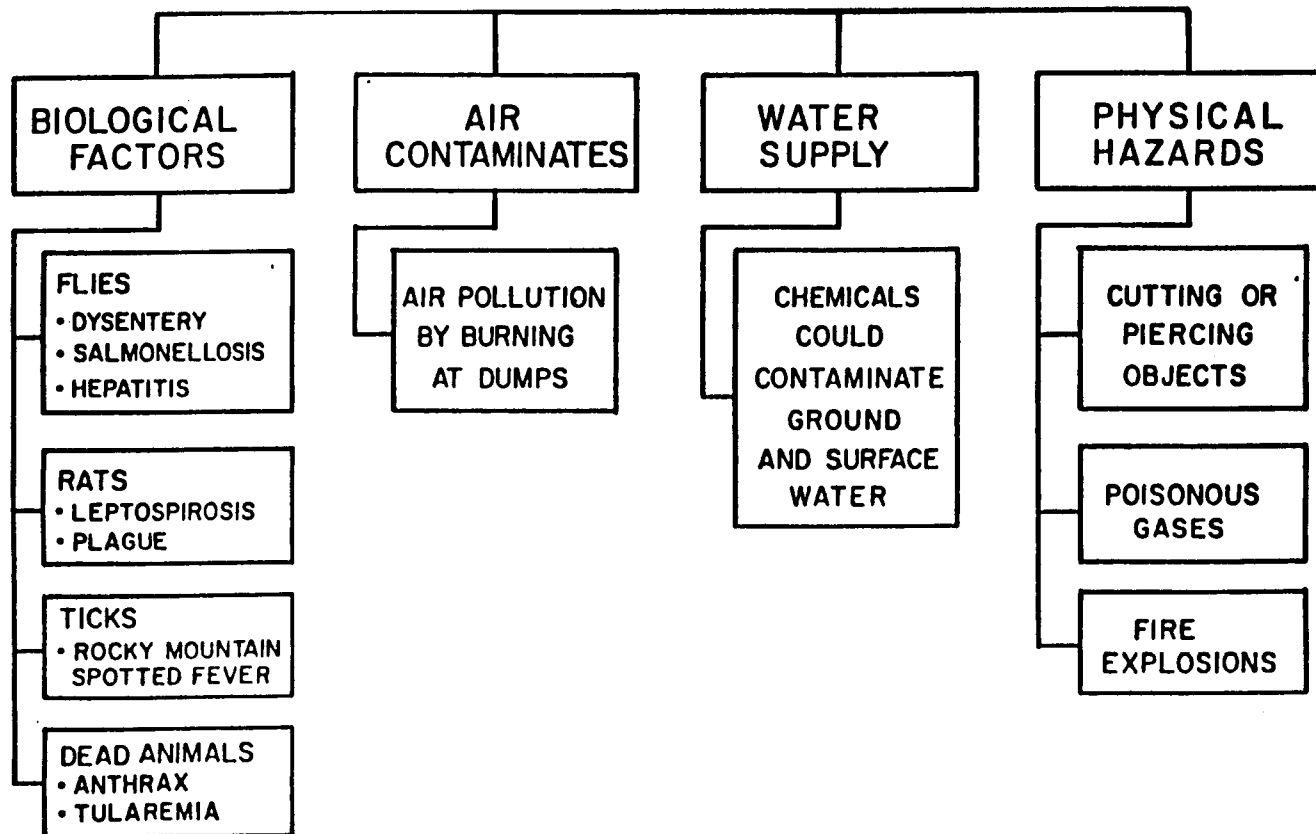 BIOLOGICAL
FACTORS
FLIES
• DYSENTERY
• SALMONELLOSIS
• HEPATITIS
RATS
• LEPTOSPIROSIS
• PLAGUE
TICKS
• ROCKY MOUNTAIN
SPOTTED FEVER
DEAD ANIMALS
• ANTHRAX
• TULAREMIA
AIR
CONTAMINATES
AIR POLLUTION
BY BURNING
AT DUMPS
WATER
SUPPLY
CHEMICALS
COULD
CONTAMINATE
GROUND
AND SURFACE
WATER
PHYSICAL
HAZARDS
CUTTING OR
PIERCING
OBJECTS
POISONOUS
GASES
FIRE
EXPLOSIONS